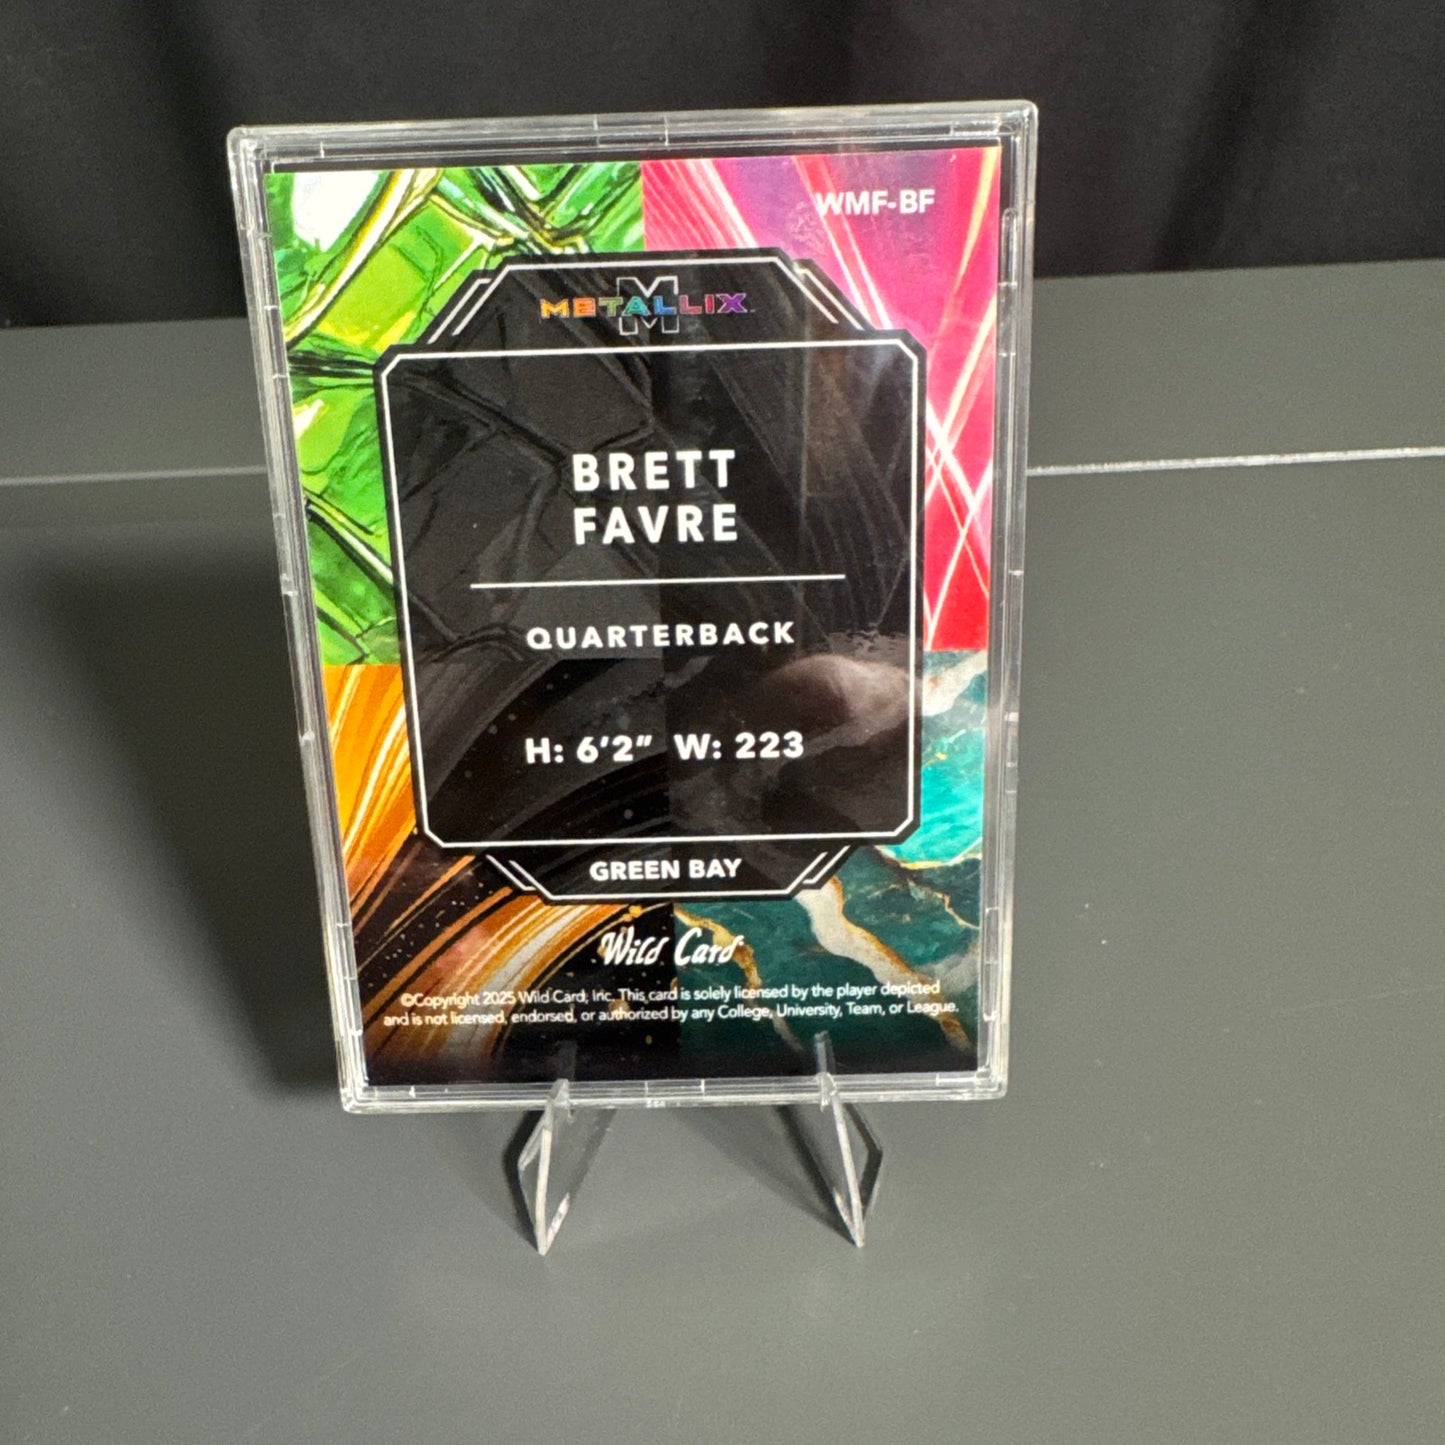 WMF-BF
M
METALLIX
BRETT
FAVRE
QUARTERBACK
H: 6'2" W: 223
GREEN BAY
Wild Card
©Copyright 2025 Wild Card, Inc. This card is solely licensed by the player depicted
and is not licensed, endorsed, or authorized by any College, University, Team, or League.